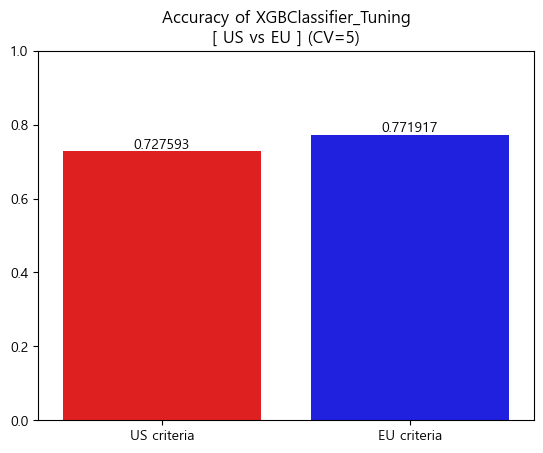 Accuracy of XGBClassifier_Tuning
[ US vs EU ] (CV=5)
1.0
0.8
0.6
0.4
0.2
0.0
0.727593
0.771917
US criteria
EU criteria